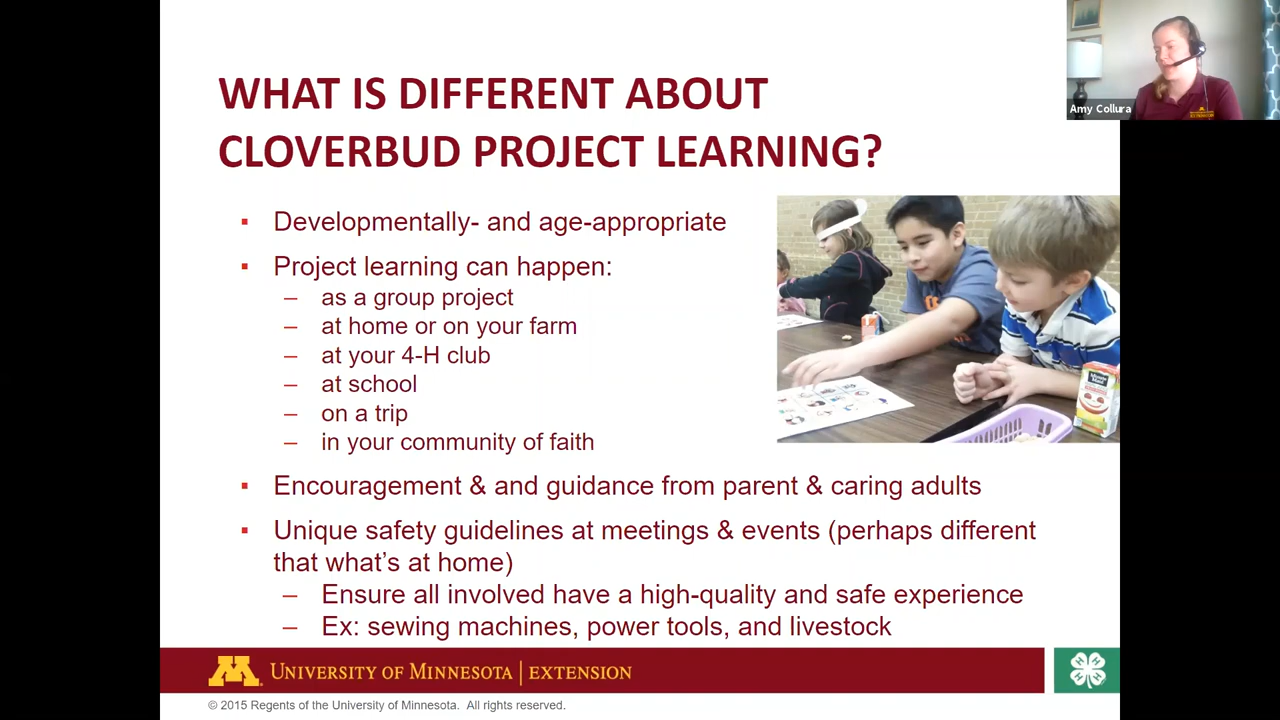 WHAT IS DIFFERENT ABOUT
CLOVERBUD PROJECT LEARNING?
Amy Collura
▪ Developmentally- and age-appropriate
▪ Project learning can happen:
– as a group project
– at home or on your farm
– at your 4-H club
– at school
– on a trip
– in your community of faith
▪ Encouragement & and guidance from parent & caring adults
▪ Unique safety guidelines at meetings & events (perhaps different
that what's at home)
– Ensure all involved have a high-quality and safe experience
– Ex: sewing machines, power tools, and livestock
M UNIVERSITY OF MINNESOTA | EXTENSION
H H H H
© 2015 Regents of the University of Minnesota. All rights reserved.